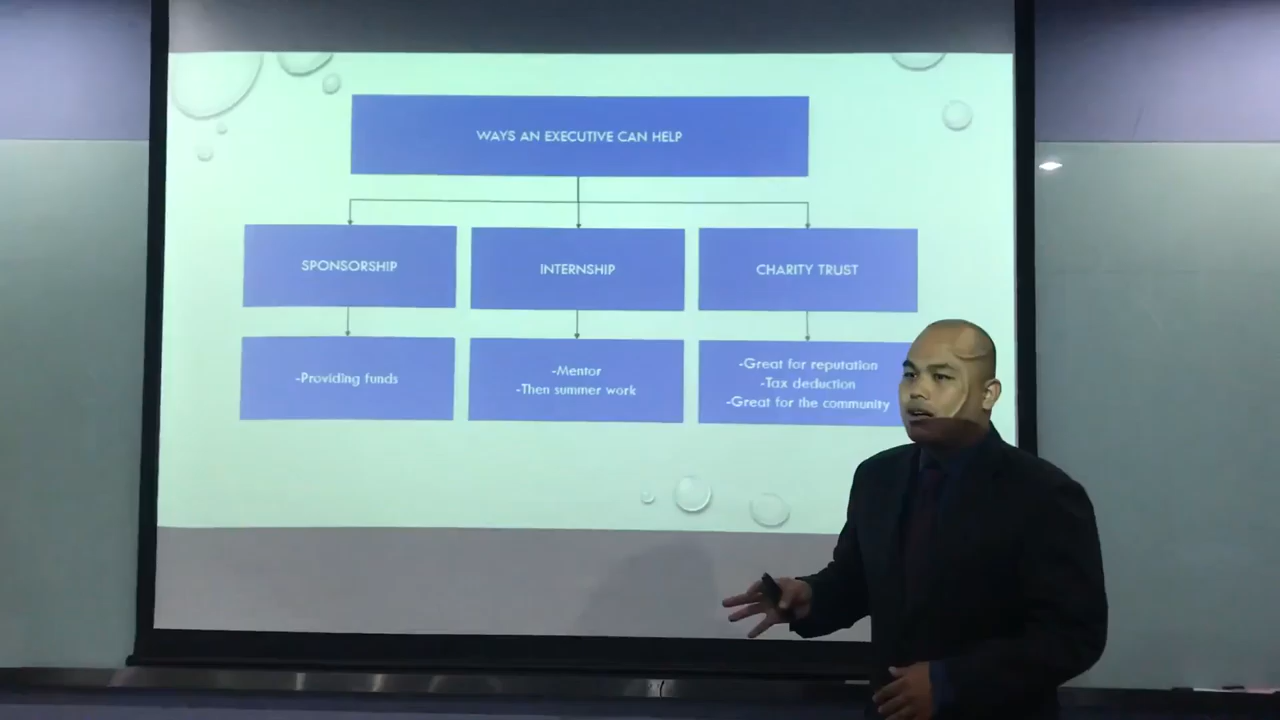 WAYS AN EXECUTIVE CAN HELP
SPONSORSHIP
INTERNSHIP
CHARITY TRUST
-Providing funds
-Mentor
-Then summer work
-Great for reputation
-Tax deduction
-Great for the community